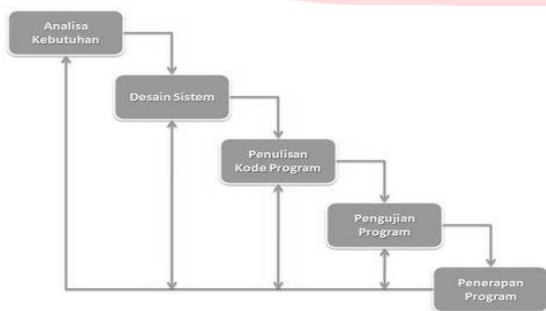 Analisa
Kebutuhan
Desain Sistem
Penulisan
Kode Program
Pengujian
Program
Penerapan
Program